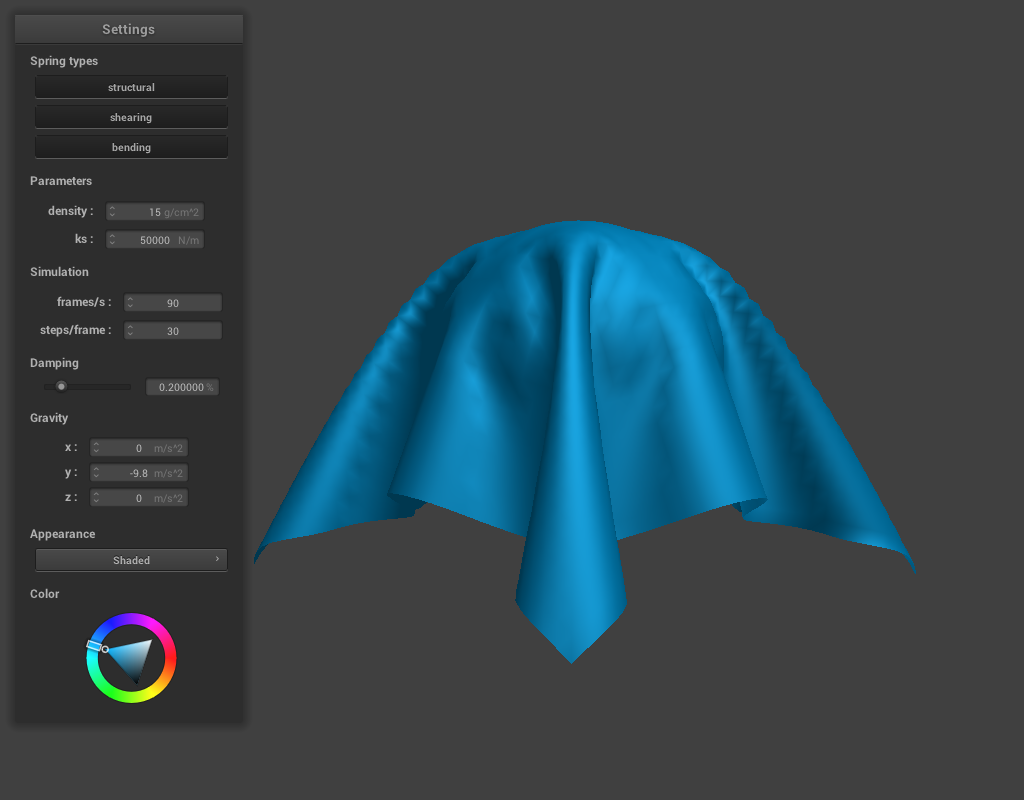 Settings
Spring types
structural
shearing
bending
Parameters
density : 15 g/cm^2
ks : 50000 N/m
Simulation
frames/s : 90
steps/frame : 30
Damping
0.200000 %
Gravity
x : 0 m/s^2
y : -9.8 m/s^2
z : 0 m/s^2
Appearance
Shaded
Color